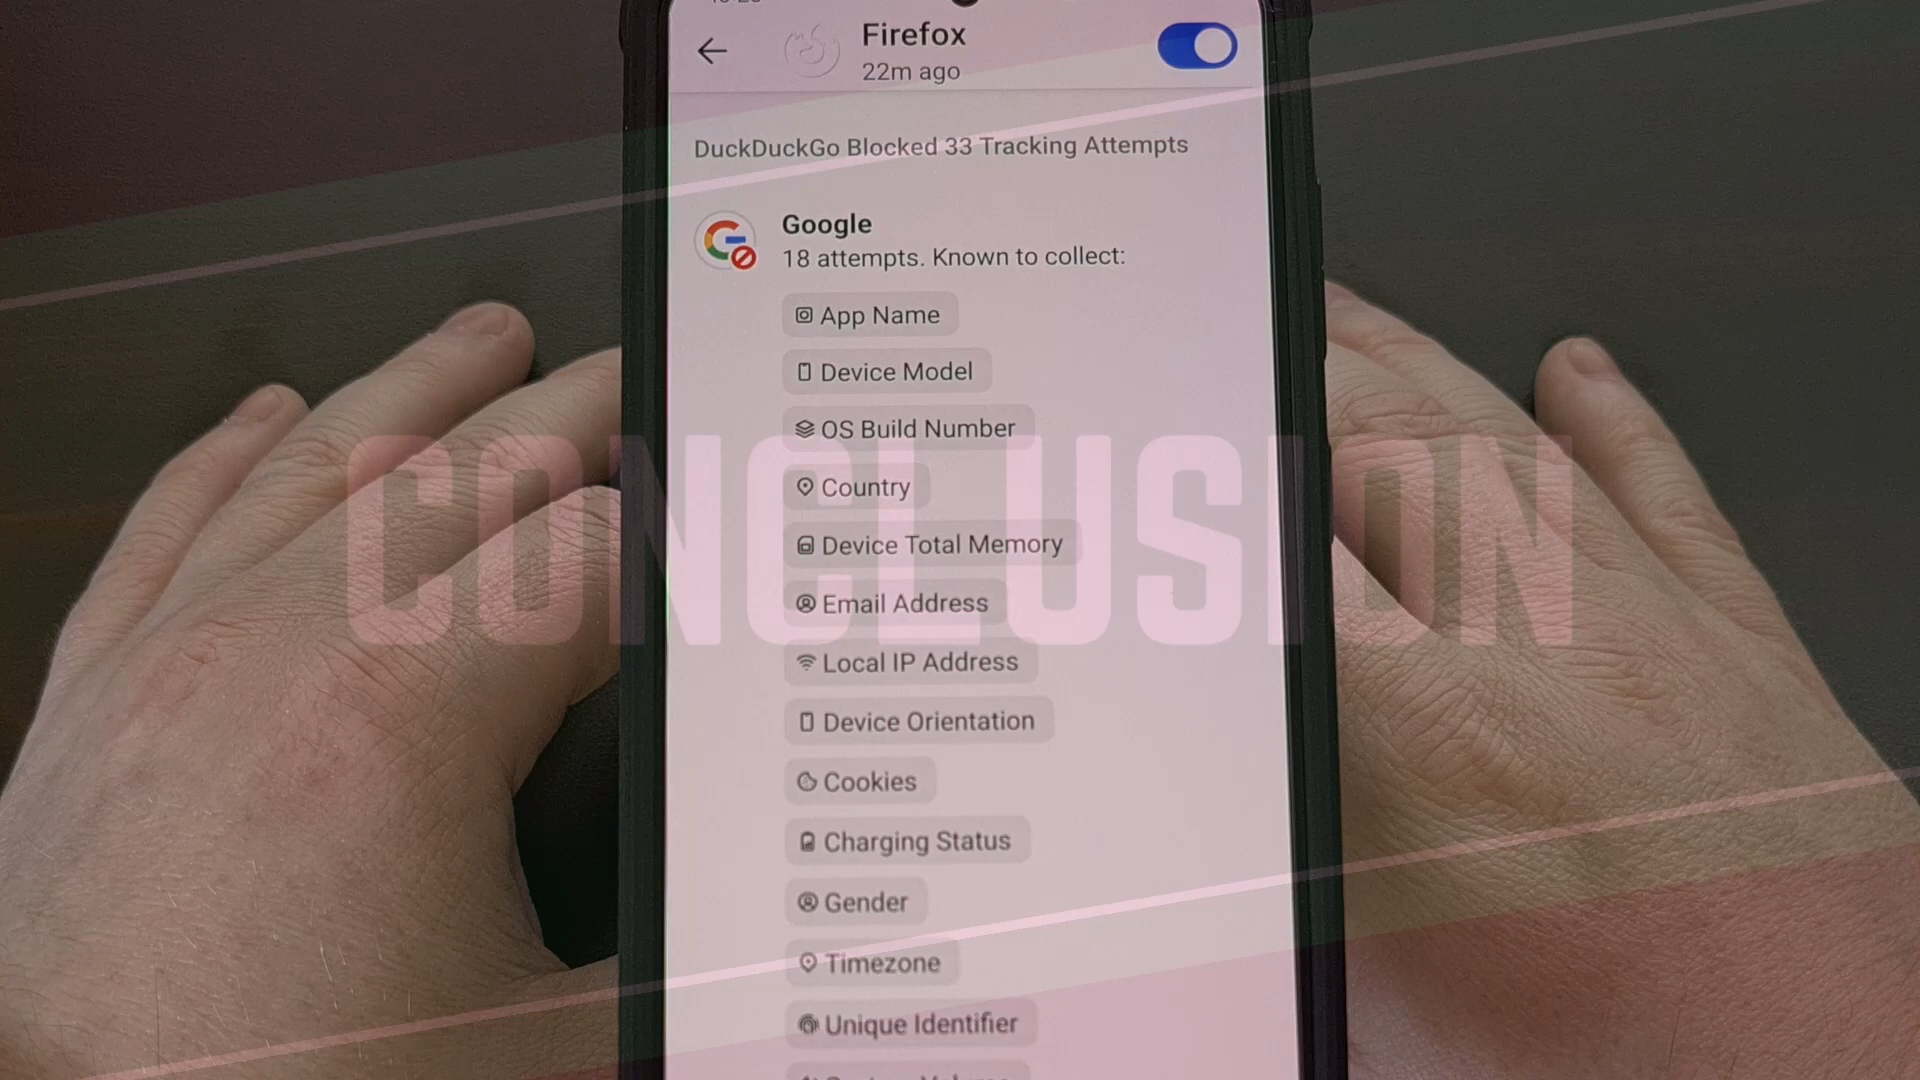 Firefox
22m ago
DuckDuckGo Blocked 33 Tracking Attempts
Google
18 attempts. Known to collect:
App Name
Device Model
OS Build Number
Country
CONCLUSION
Device Total Memory
Email Address
Local IP Address
Device Orientation
Cookies
Charging Status
Gender
Timezone
Unique Identifier